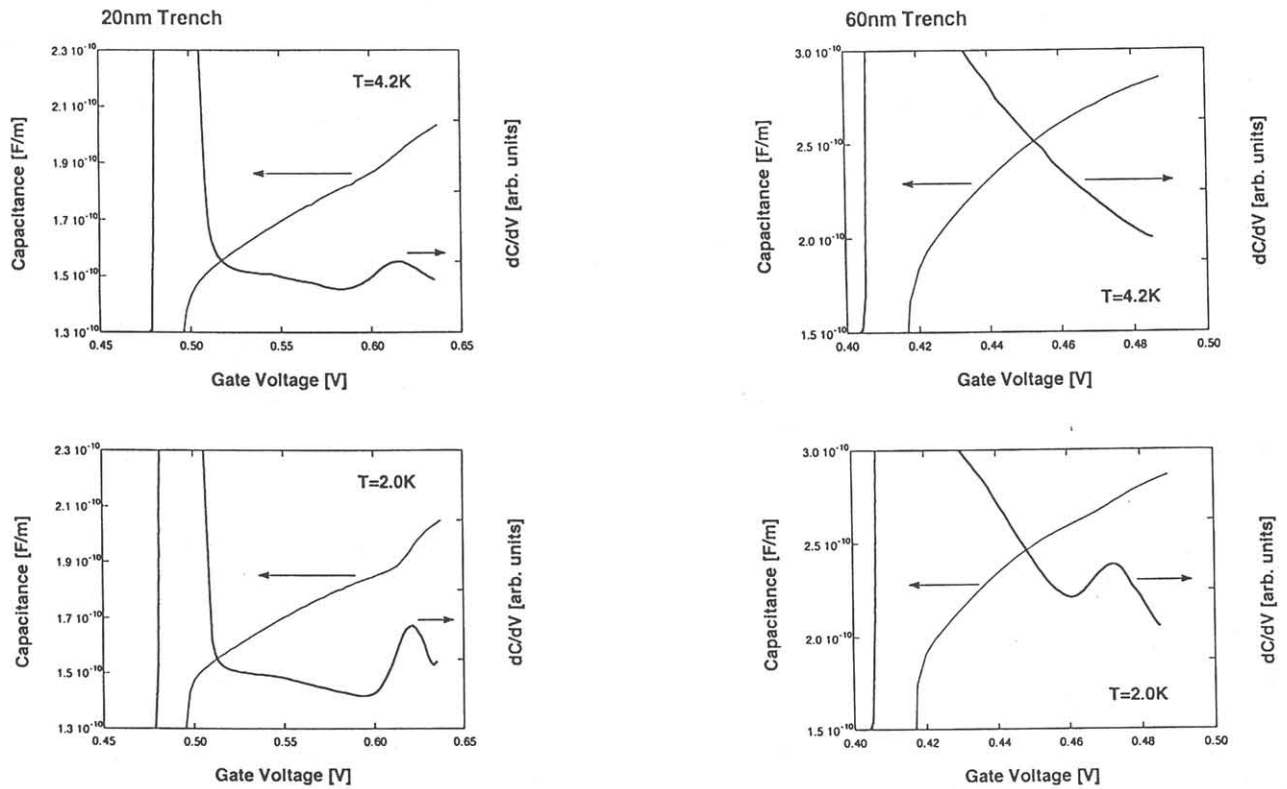 20nm Trench
2.3 10⁻¹⁰
2.1 10⁻¹⁰
1.9 10⁻¹⁰
1.7 10⁻¹⁰
1.5 10⁻¹⁰
1.3 10⁻¹⁰
Capacitance [F/m]
T=4.2K
dC/dV [arb. units]
0.45 0.50 0.55 0.60 0.65
Gate Voltage [V]
60nm Trench
3.0 10⁻¹⁰
2.5 10⁻¹⁰
2.0 10⁻¹⁰
1.5 10⁻¹⁰
Capacitance [F/m]
T=4.2K
dC/dV [arb. units]
0.40 0.42 0.44 0.46 0.48 0.50
Gate Voltage [V]
2.3 10⁻¹⁰
2.1 10⁻¹⁰
1.9 10⁻¹⁰
1.7 10⁻¹⁰
1.5 10⁻¹⁰
1.3 10⁻¹⁰
Capacitance [F/m]
T=2.0K
dC/dV [arb. units]
0.45 0.50 0.55 0.60 0.65
Gate Voltage [V]
3.0 10⁻¹⁰
2.5 10⁻¹⁰
2.0 10⁻¹⁰
1.5 10⁻¹⁰
Capacitance [F/m]
T=2.0K
dC/dV [arb. units]
0.40 0.42 0.44 0.46 0.48 0.50
Gate Voltage [V]